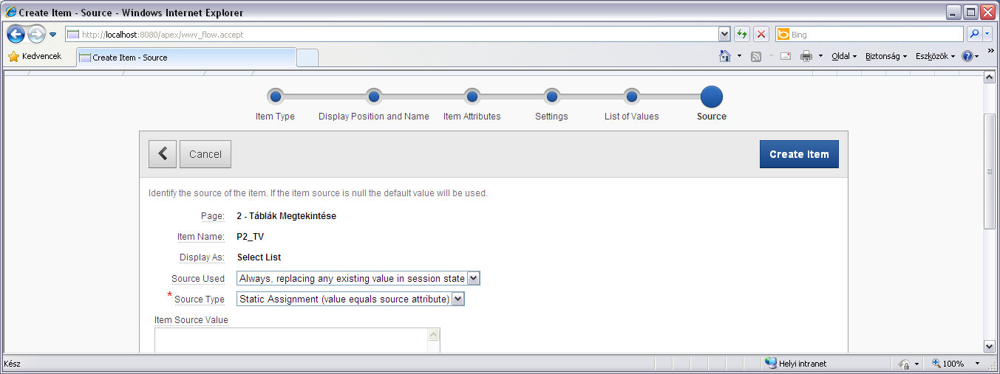 Create Item - Source - Windows Internet Explorer
http://localhost:8080/apex/wwv_flow.accept
Bing
Kedvencek
Create Item - Source
Oldal
Biztonság
Eszközök
»
Item Type
Display Position and Name
Item Attributes
Settings
List of Values
Source
Cancel
Create Item
Identify the source of the item. If the item source is null the default value will be used.
Page: 2 - Táblák Megtekintése
Item Name: P2_TV
Display As: Select List
Source Used Always, replacing any existing value in session state
* Source Type Static Assignment (value equals source attribute)
Item Source Value
Kész
Helyi intranet
100%